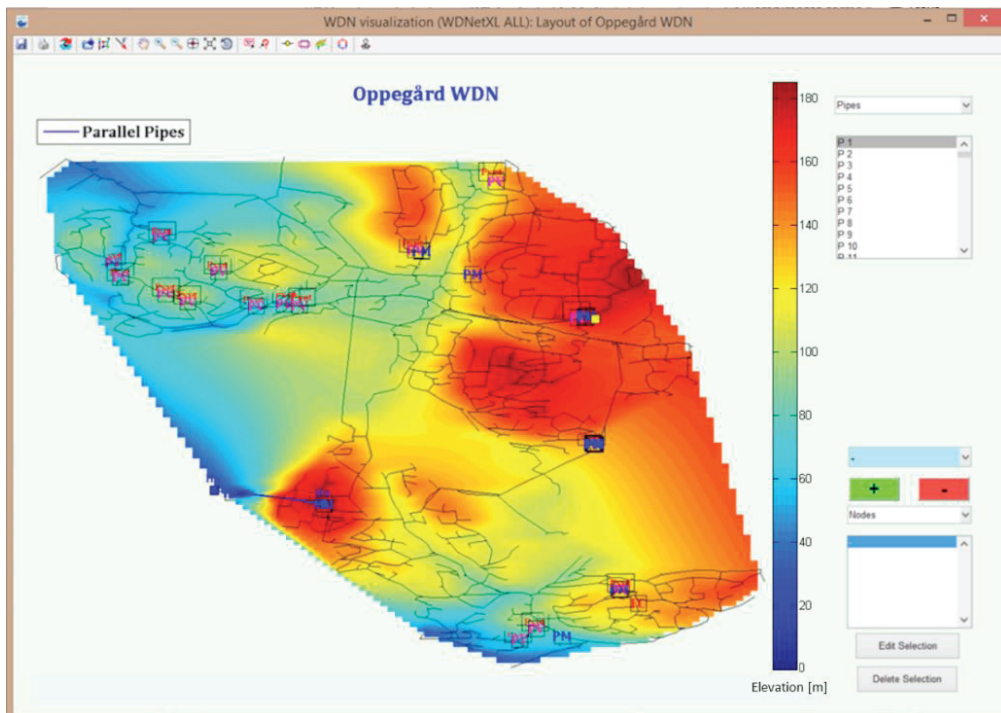 WDN visualization (WDNetXL ALL): Layout of Oppegård WDN
Oppegård WDN
Parallel Pipes
180
160
140
120
100
80
60
40
20
0
Elevation [m]
PM
PM
PM
Pipes
P 1
P 2
P 3
P 4
P 5
P 6
P 7
P 8
P 9
P 10
P 11
-
+
-
Nodes
-
Edit Selection
Delete Selection